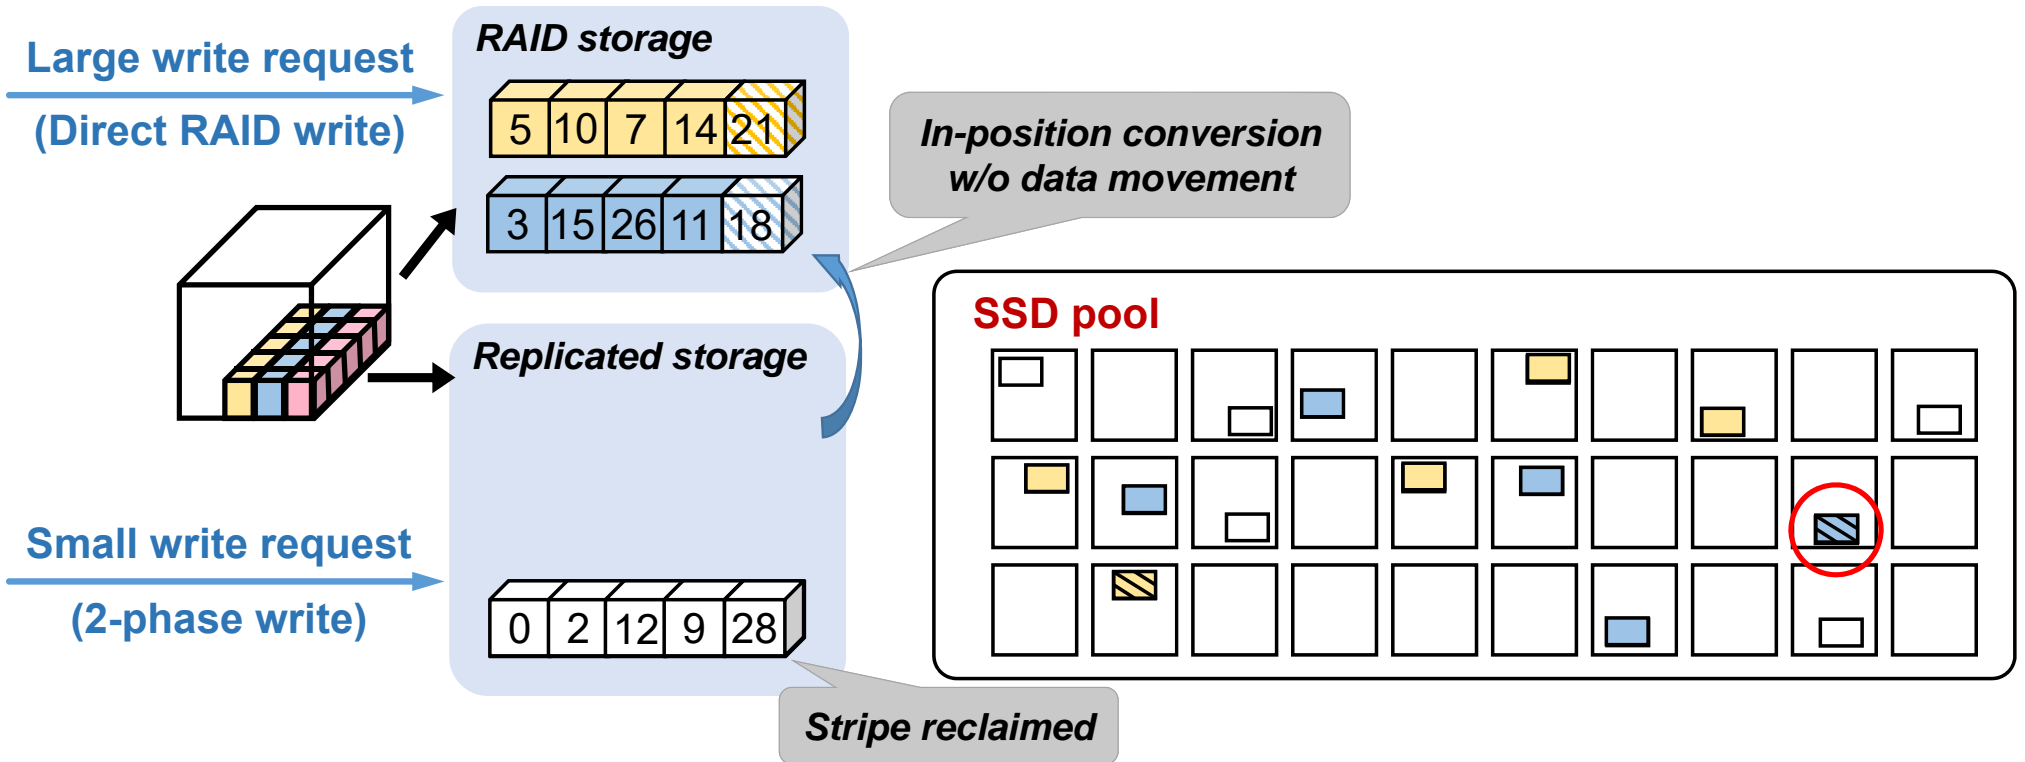 Large write request
(Direct RAID write)
RAID storage
5 10 7 14 21
3 15 26 11 18
In-position conversion
w/o data movement
Replicated storage
Small write request
(2-phase write)
0 2 12 9 28
Stripe reclaimed
SSD pool